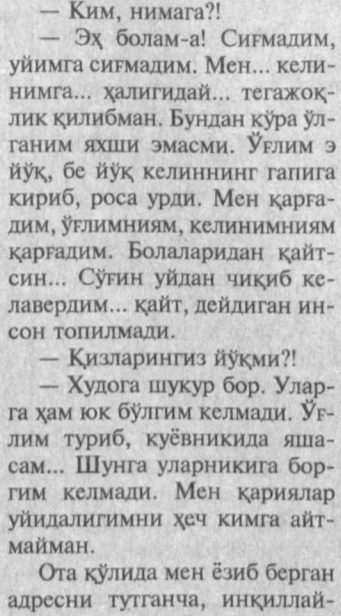 — Ким, нимага?!
— Эҳ болам-а! Сиғмадим,
уйимга сиғмадим. Мен... кели-
нимга... ҳалигидай... тегажоқ-
лик қилибман. Бундан кўра ўл-
ганим яхши эмасми. Ўғлим э
йўқ, бе йўқ келиннинг гапига
кириб, роса урди. Мен қарға-
дим, ўғлимниям, келинимниям
қарғадим. Болаларидан қайт-
син... Сўғин уйдан чиқиб ке-
лавердим... қайт, дейдиган ин-
сон топилмади.
— Қизларингиз йўқми?!
— Худога шукур бор. Улар-
га ҳам юк бўлгим келмади. Ўғ-
лим туриб, куёвникида яша-
сам... Шунга уларникига бор-
гим келмади. Мен қариялар
уйидалигимни ҳеч кимга айт-
майман.
Ота қўлида мен ёзиб берган
адресни тутганча, инқиллай-